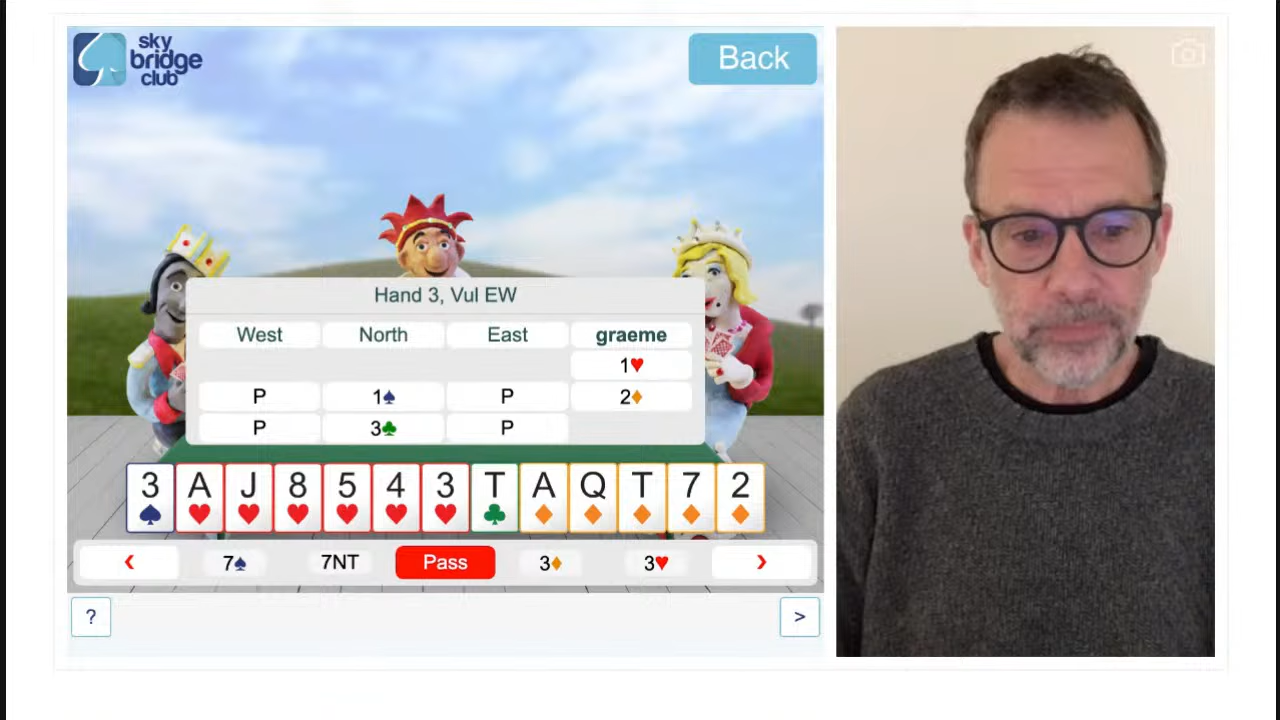 sky
bridge
club
Back
Hand 3, Vul EW
West North East graeme
1♥
P 1♠ P 2♦
P 3♣ P
3♠ A♥ J♥ 8♥ 5♥ 4♥ 3♥ T♣ A♦ Q♦ T♦ 7♦ 2♦
‹ 7♠ 7NT Pass 3♦ 3♥ ›
? >